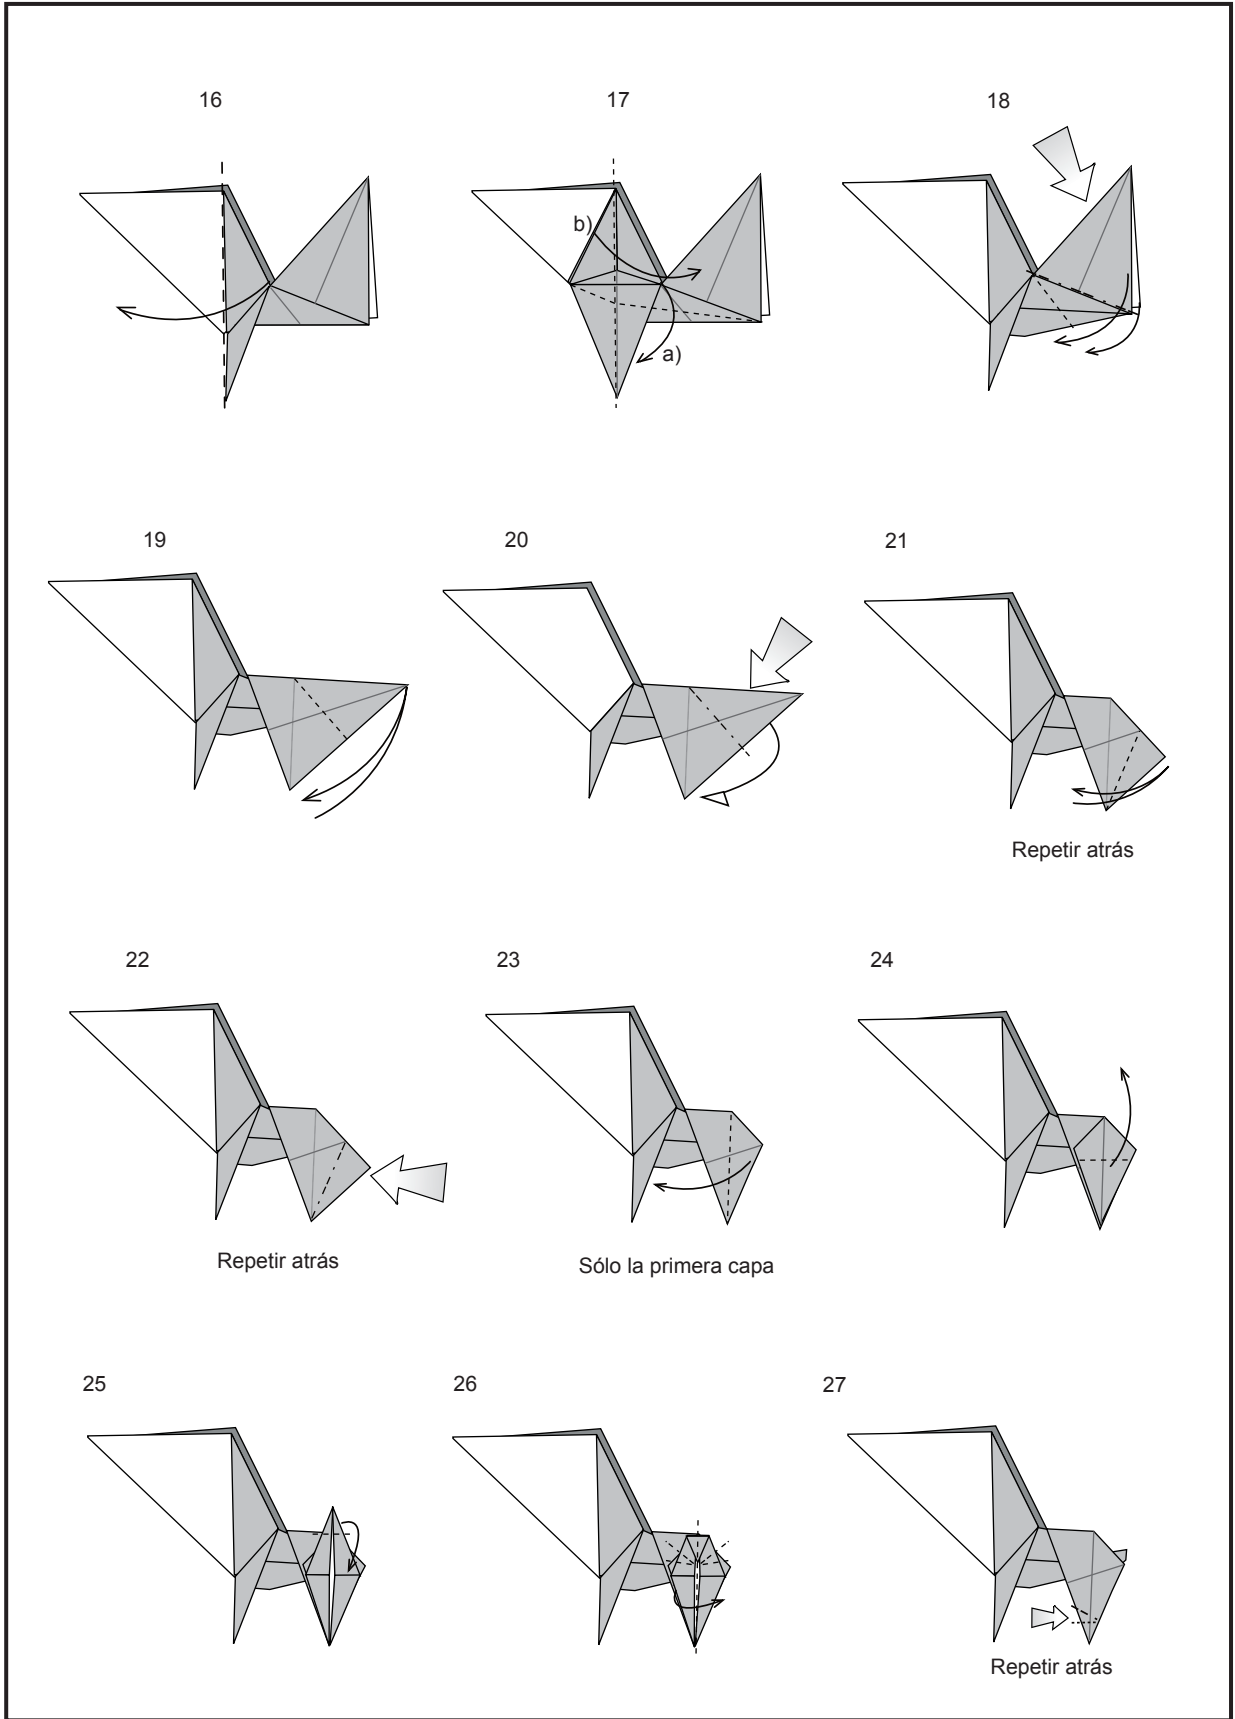 16
17
18
b)
a)
19
20
21
Repetir atrás
22
23
24
Repetir atrás
Sólo la primera capa
25
26
27
Repetir atrás